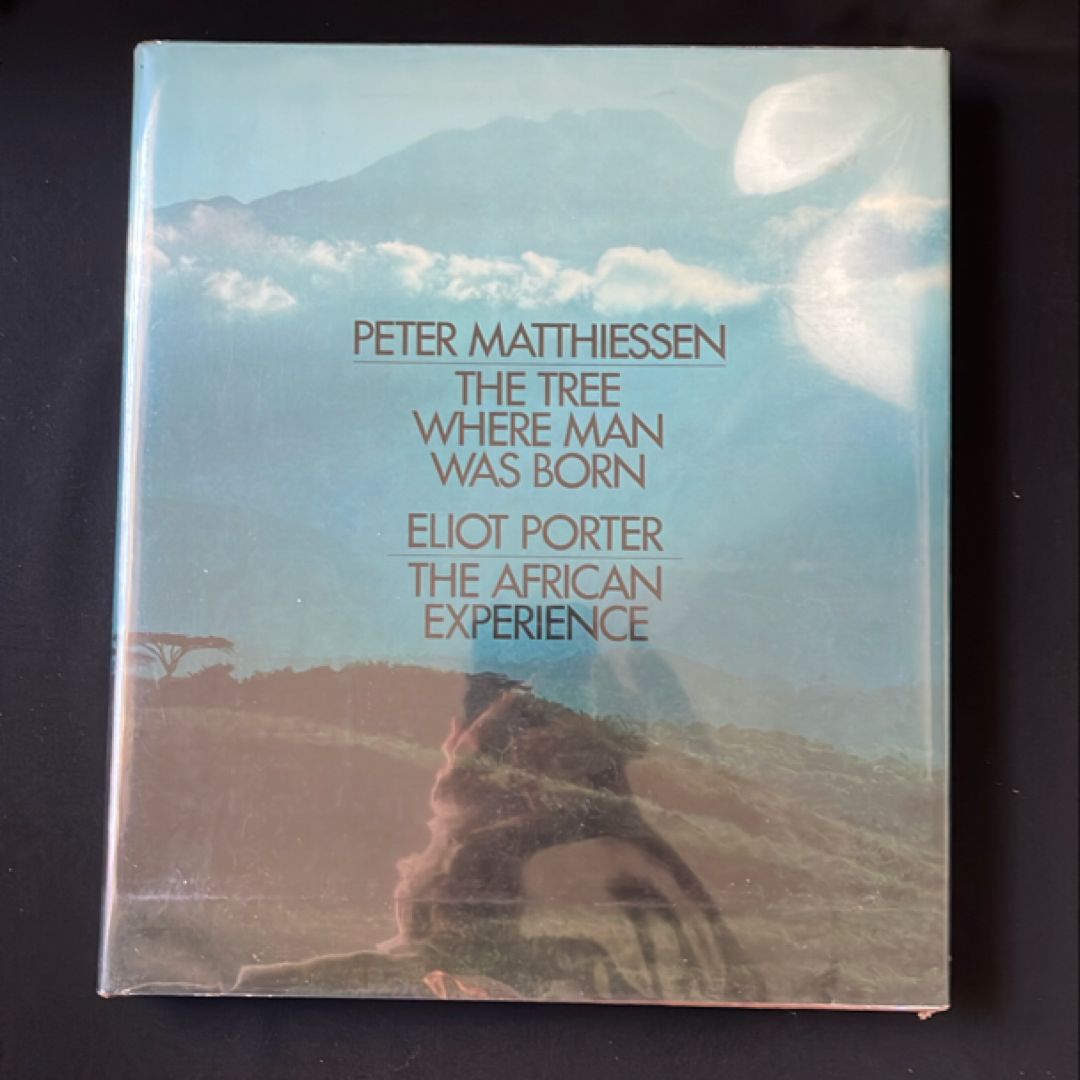 PETER MATTHIESSEN
THE TREE
WHERE MAN
WAS BORN
ELIOT PORTER
THE AFRICAN
EXPERIENCE